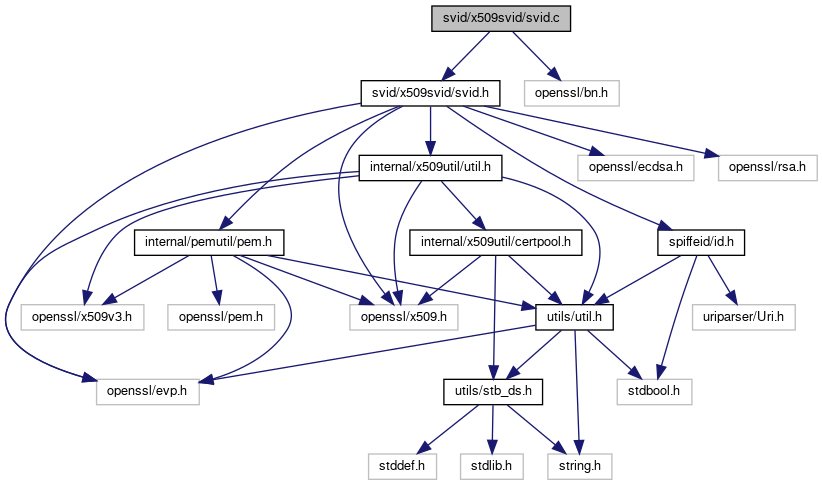 svid/x509svid/svid.c
svid/x509svid/svid.h
openssl/bn.h
internal/x509util/util.h
openssl/ecdsa.h
openssl/rsa.h
internal/pemutil/pem.h
internal/x509util/certpool.h
spiffeid/id.h
openssl/x509v3.h
openssl/pem.h
openssl/x509.h
utils/util.h
uriparser/Uri.h
openssl/evp.h
utils/stb_ds.h
stdbool.h
stddef.h
stdlib.h
string.h